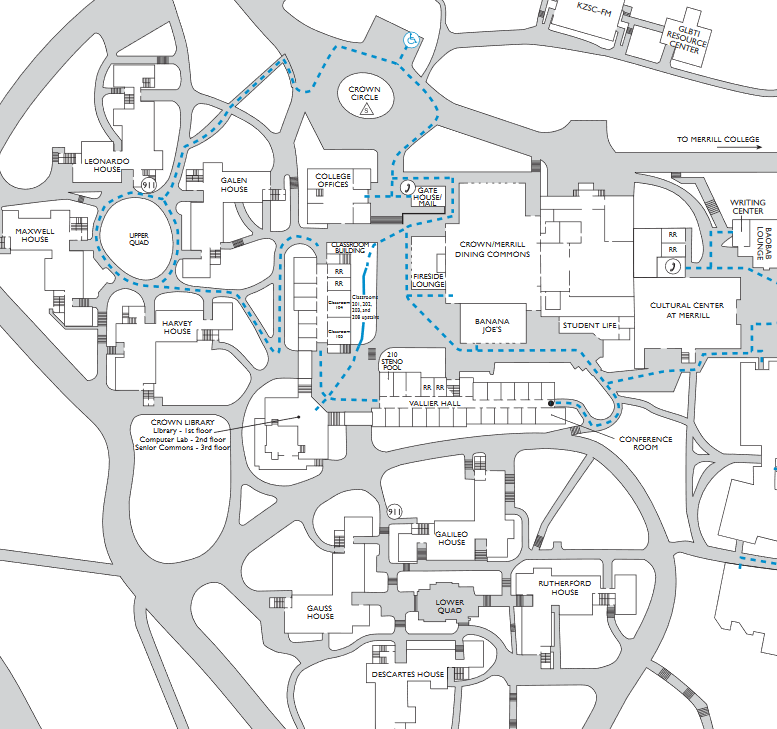 KZSC-FM
GLBTI
RESOURCE
CENTER
CROWN
CIRCLE
5
TO MERRILL COLLEGE
LEONARDO
HOUSE
911
GALEN
HOUSE
COLLEGE
OFFICES
GATE
HOUSE/
MAIL
WRITING
CENTER
BAOBAB
LOUNGE
MAXWELL
HOUSE
UPPER
QUAD
CLASSROOM
BUILDING
RR
RR
Classroom
104
Classrooms
201, 202,
203, and
208 upstairs
Classroom
105
CROWN/MERRILL
DINING COMMONS
FIRESIDE
LOUNGE
RR
RR
CULTURAL CENTER
AT MERRILL
HARVEY
HOUSE
BANANA
JOE'S
STUDENT LIFE
210
STENO
POOL
RR
RR
VALLIER HALL
CROWN LIBRARY
Library - 1st floor
Computer Lab - 2nd floor
Senior Commons - 3rd floor
CONFERENCE
ROOM
911
GALILEO
HOUSE
RUTHERFORD
HOUSE
GAUSS
HOUSE
LOWER
QUAD
DESCARTES HOUSE